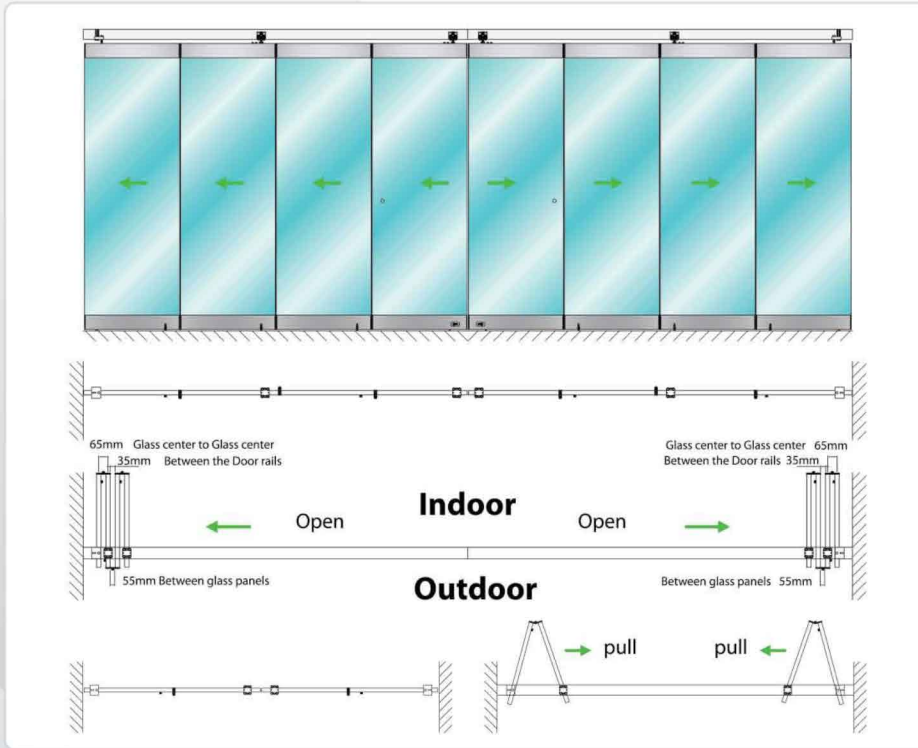 65mm Glass center to Glass center
35mm Between the Door rails
Glass center to Glass center 65mm
Between the Door rails 35mm
Indoor
Open
Open
55mm Between glass panels
Outdoor
Between glass panels 55mm
pull
pull